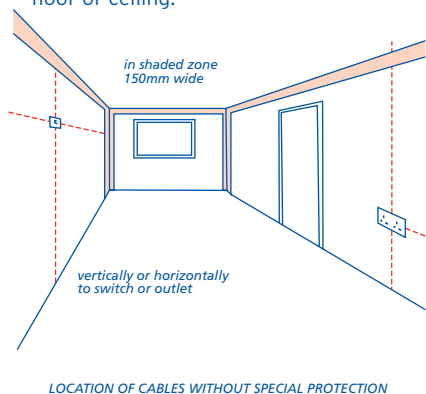 floor or ceiling.
in shaded zone
150mm wide
vertically or horizontally
to switch or outlet
LOCATION OF CABLES WITHOUT SPECIAL PROTECTION